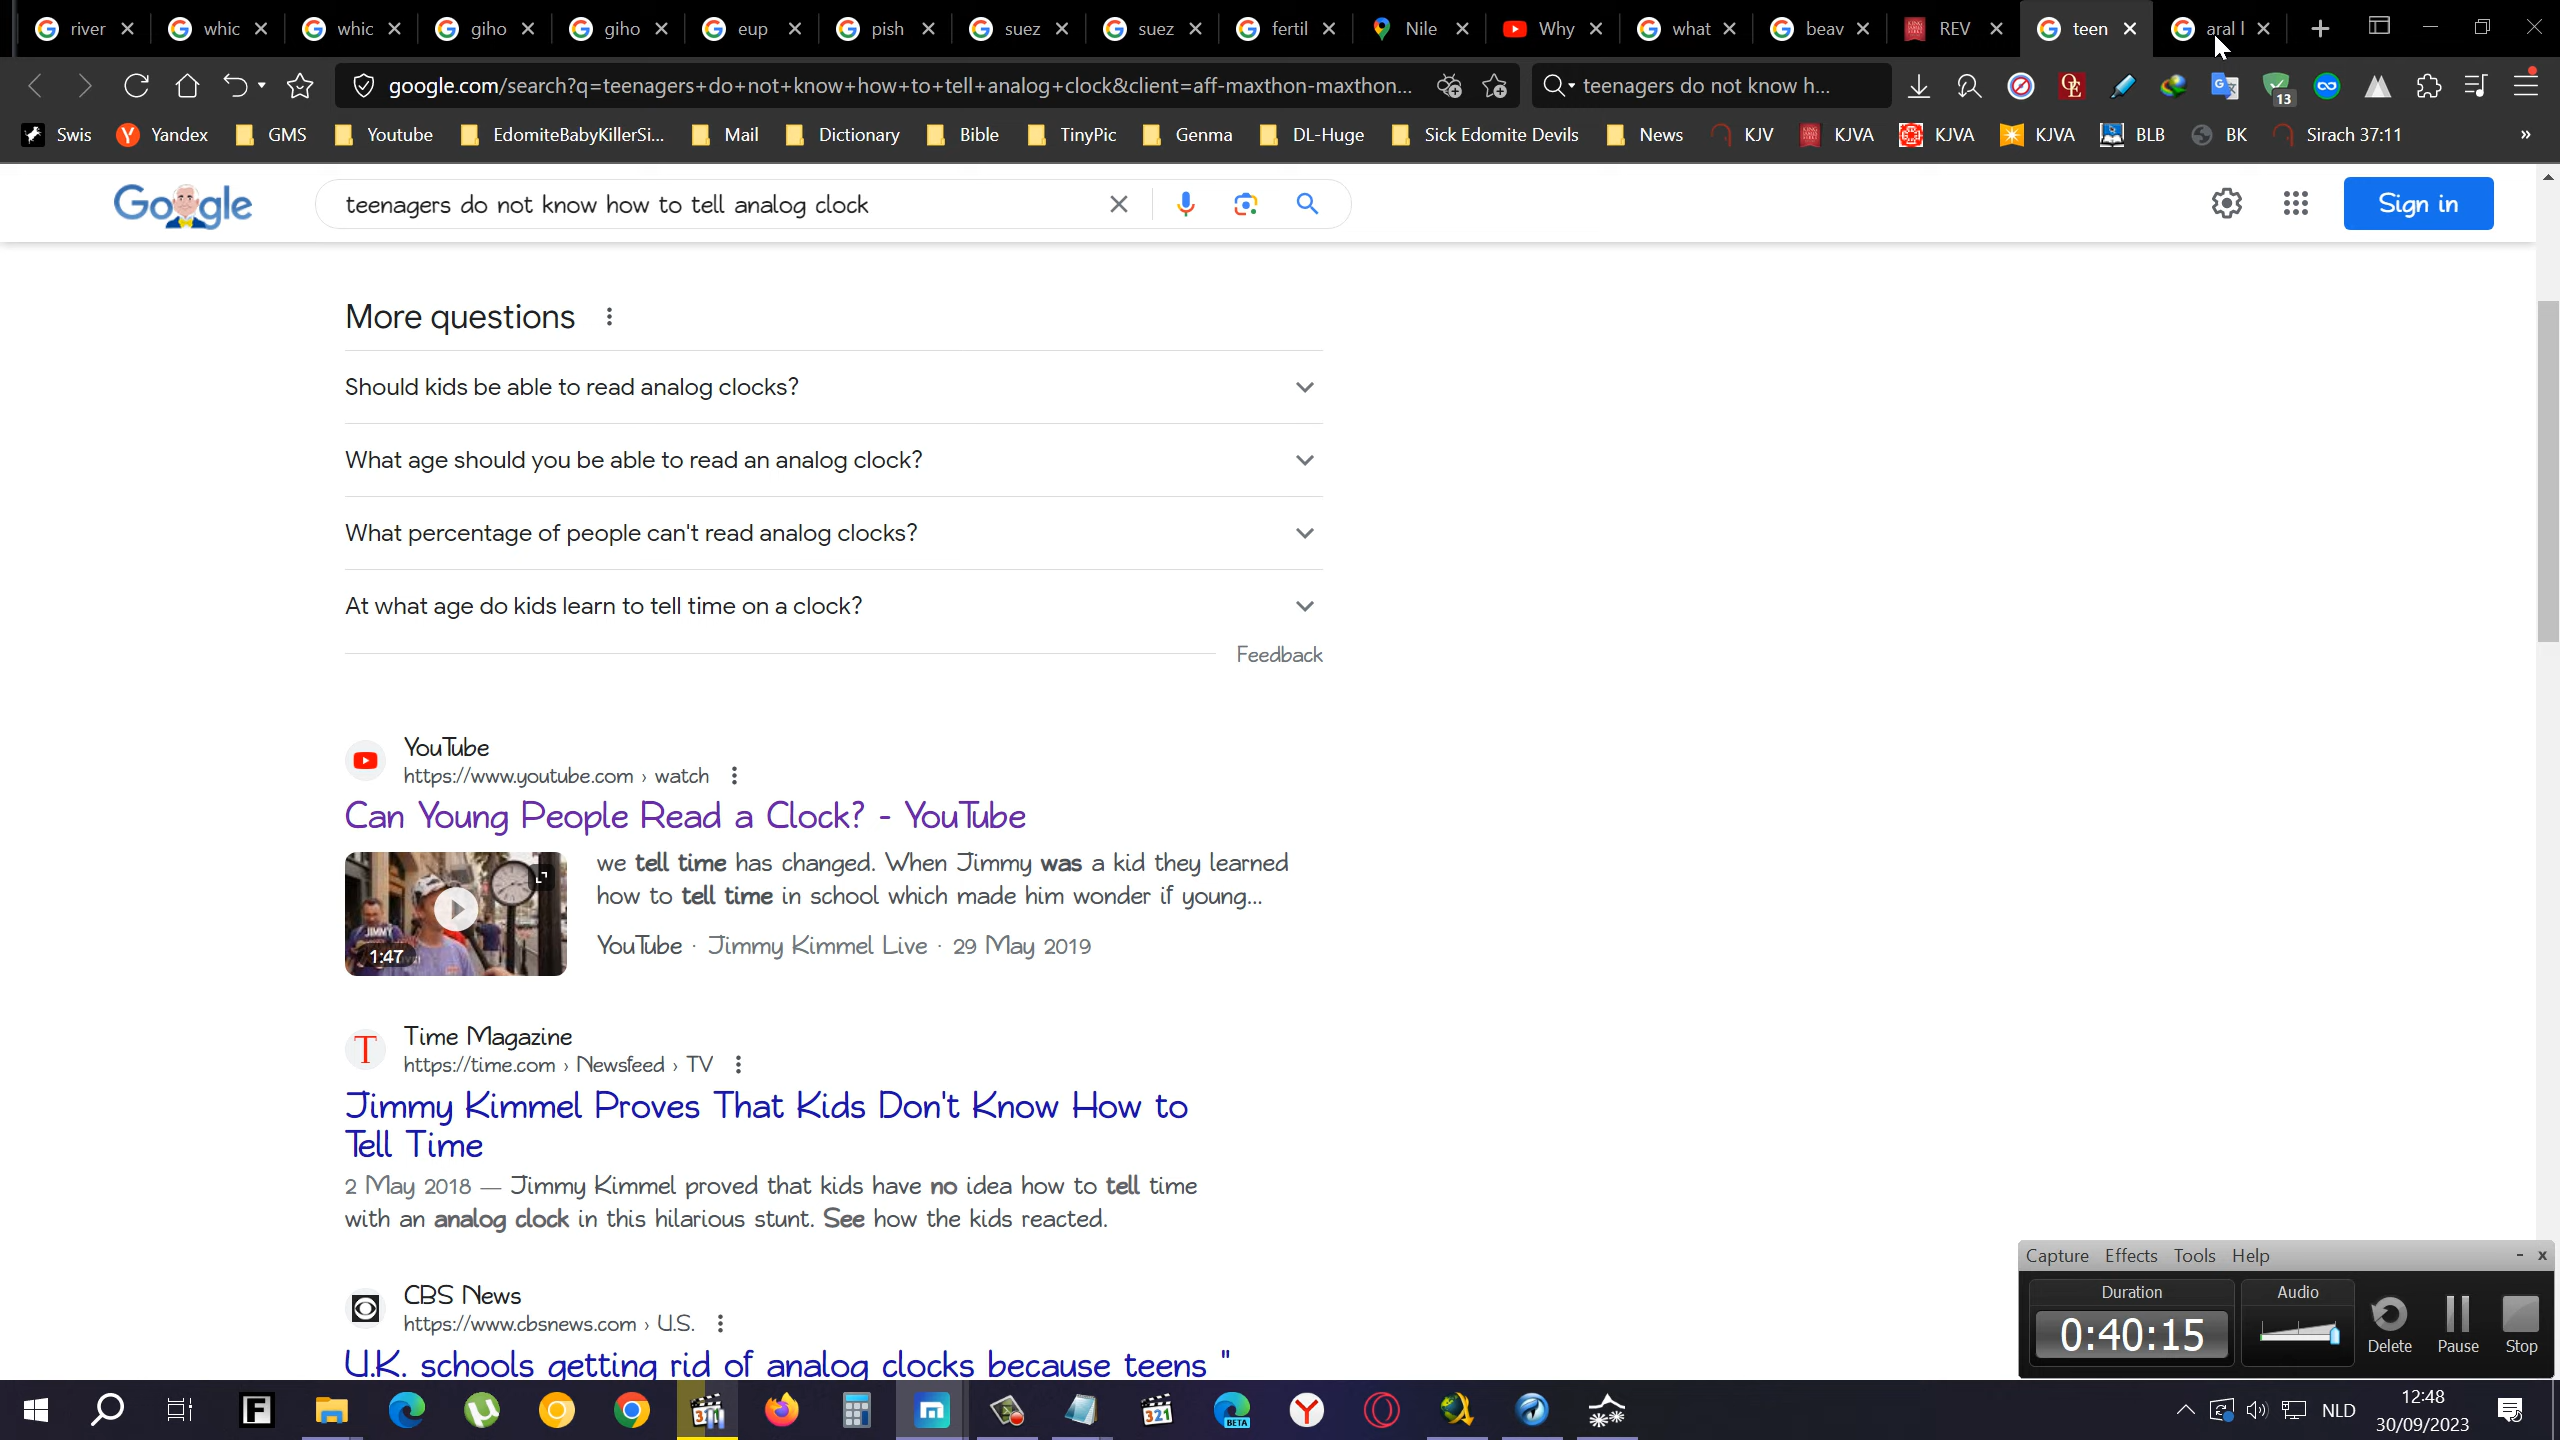 river
whic
whic
giho
giho
eup
pish
suez
suez
fertil
Nile
Why
what
beav
REV
teen
aral l
google.com/search?q=teenagers+do+not+know+how+to+tell+analog+clock&client=aff-maxthon-maxthon...
teenagers do not know h...
13
Swis
Yandex
GMS
Youtube
EdomiteBabyKillerSi...
Mail
Dictionary
Bible
TinyPic
Genma
DL-Huge
Sick Edomite Devils
News
KJV
KJVA
KJVA
KJVA
BLB
BK
Sirach 37:11
»
Google
teenagers do not know how to tell analog clock
Sign in
More questions
Should kids be able to read analog clocks?
What age should you be able to read an analog clock?
What percentage of people can't read analog clocks?
At what age do kids learn to tell time on a clock?
Feedback
YouTube
https://www.youtube.com › watch
Can Young People Read a Clock? - YouTube
we tell time has changed. When Jimmy was a kid they learned
how to tell time in school which made him wonder if young...
1:47
YouTube · Jimmy Kimmel Live · 29 May 2019
Time Magazine
https://time.com › Newsfeed › TV
Jimmy Kimmel Proves That Kids Don't Know How to
Tell Time
2 May 2018 — Jimmy Kimmel proved that kids have no idea how to tell time
with an analog clock in this hilarious stunt. See how the kids reacted.
CBS News
https://www.cbsnews.com › U.S.
U.K. schools getting rid of analog clocks because teens "
Capture Effects Tools Help
Duration
Audio
0:40:15
Delete
Pause
Stop
321
BETA
NLD
12:48
30/09/2023